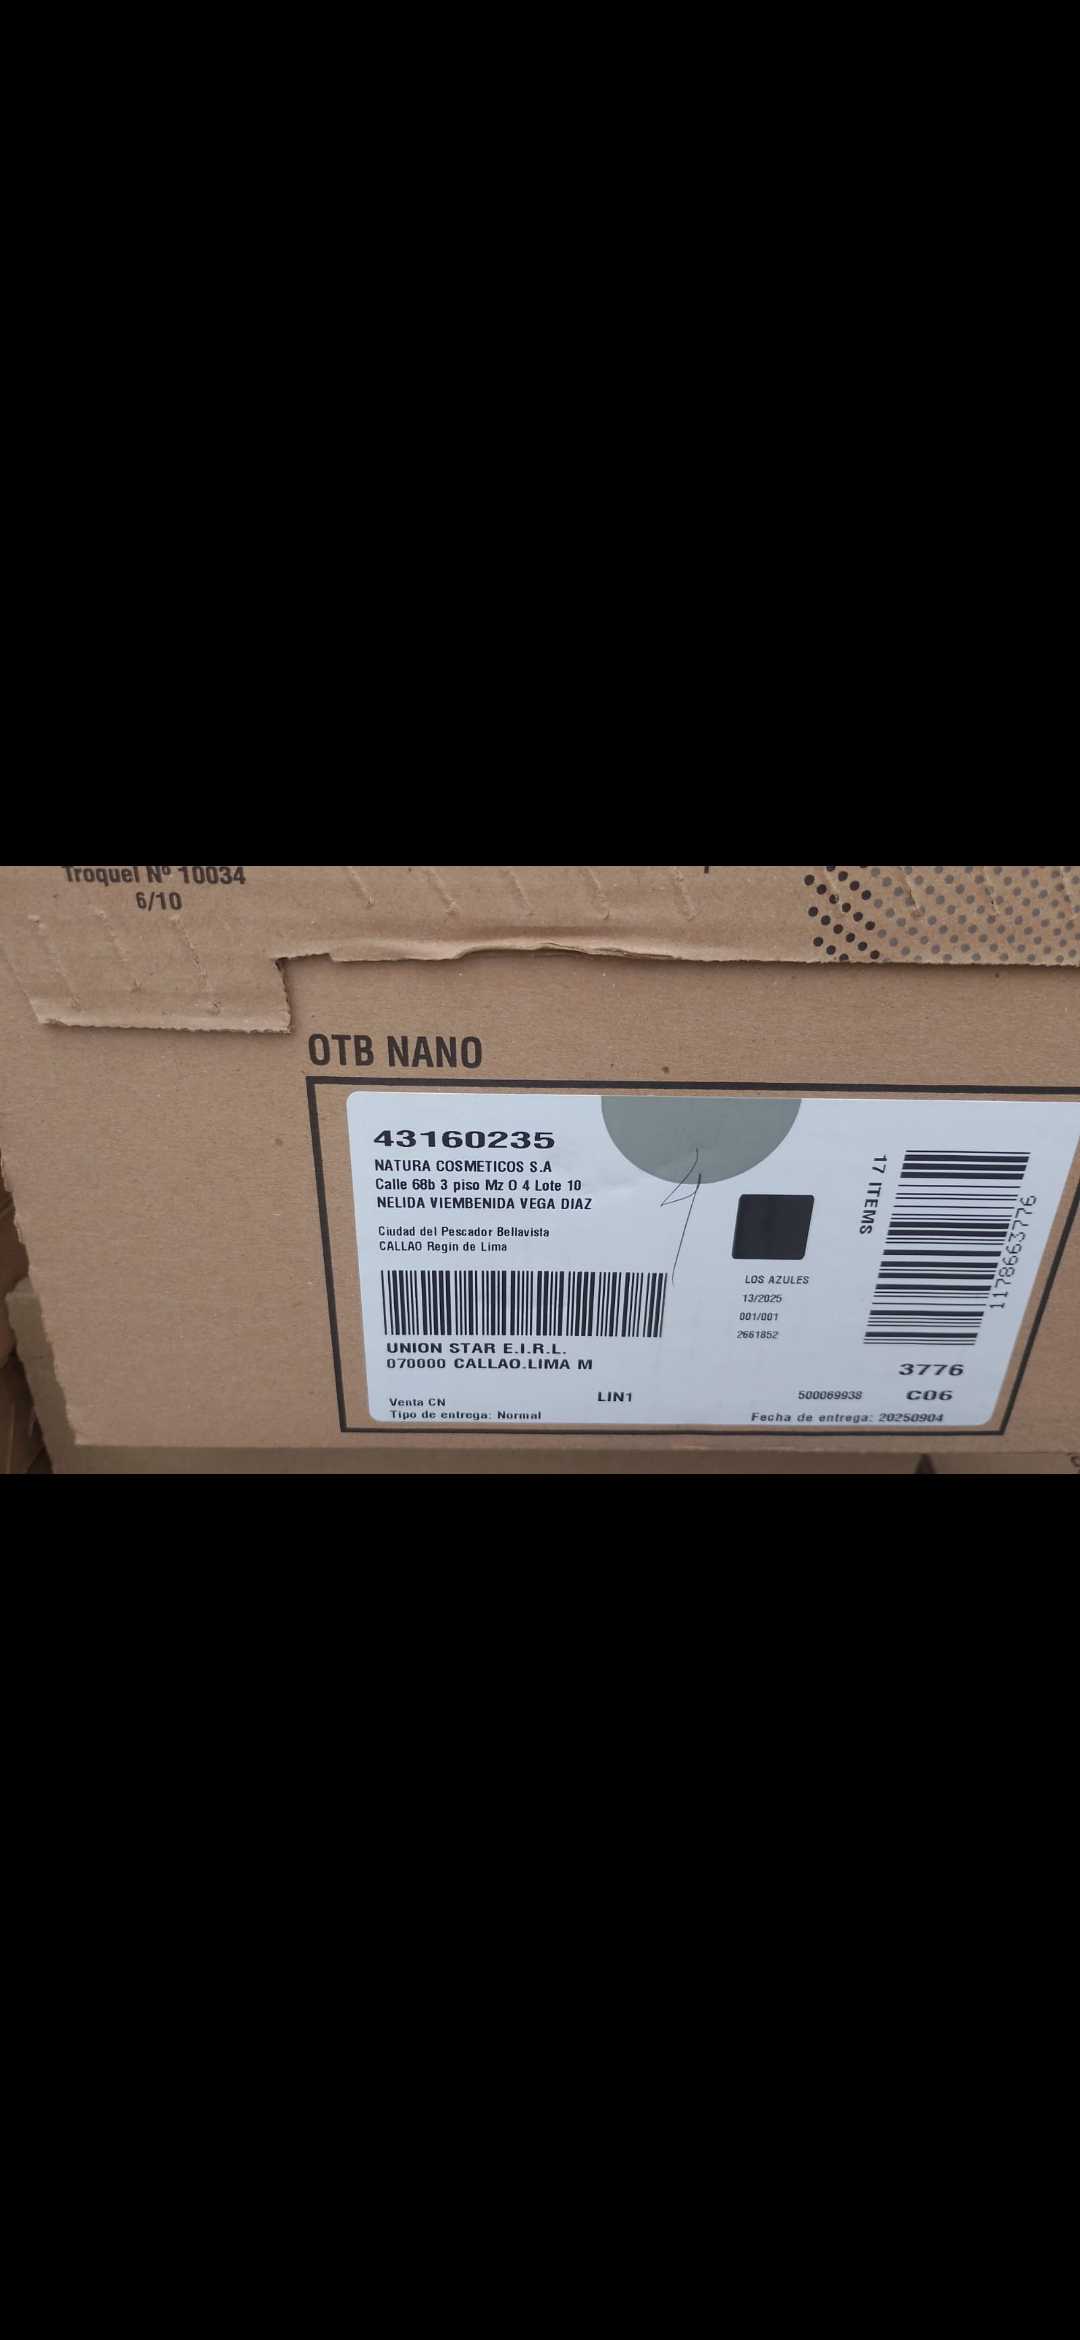 Troquel Nº 10034
6/10
OTB NANO
43160235
NATURA COSMETICOS S.A
Calle 68b 3 piso Mz O 4 Lote 10
NELIDA VIEMBENIDA VEGA DIAZ
Ciudad del Pescador Bellavista
CALLAO Regin de Lima
UNION STAR E.I.R.L.
070000 CALLAO.LIMA M
Venta CN
Tipo de entrega: Normal
LIN1
LOS AZULES
13/2025
001/001
2661852
17 ITEMS
1178663776
3776
500069938
C06
Fecha de entrega: 20250904